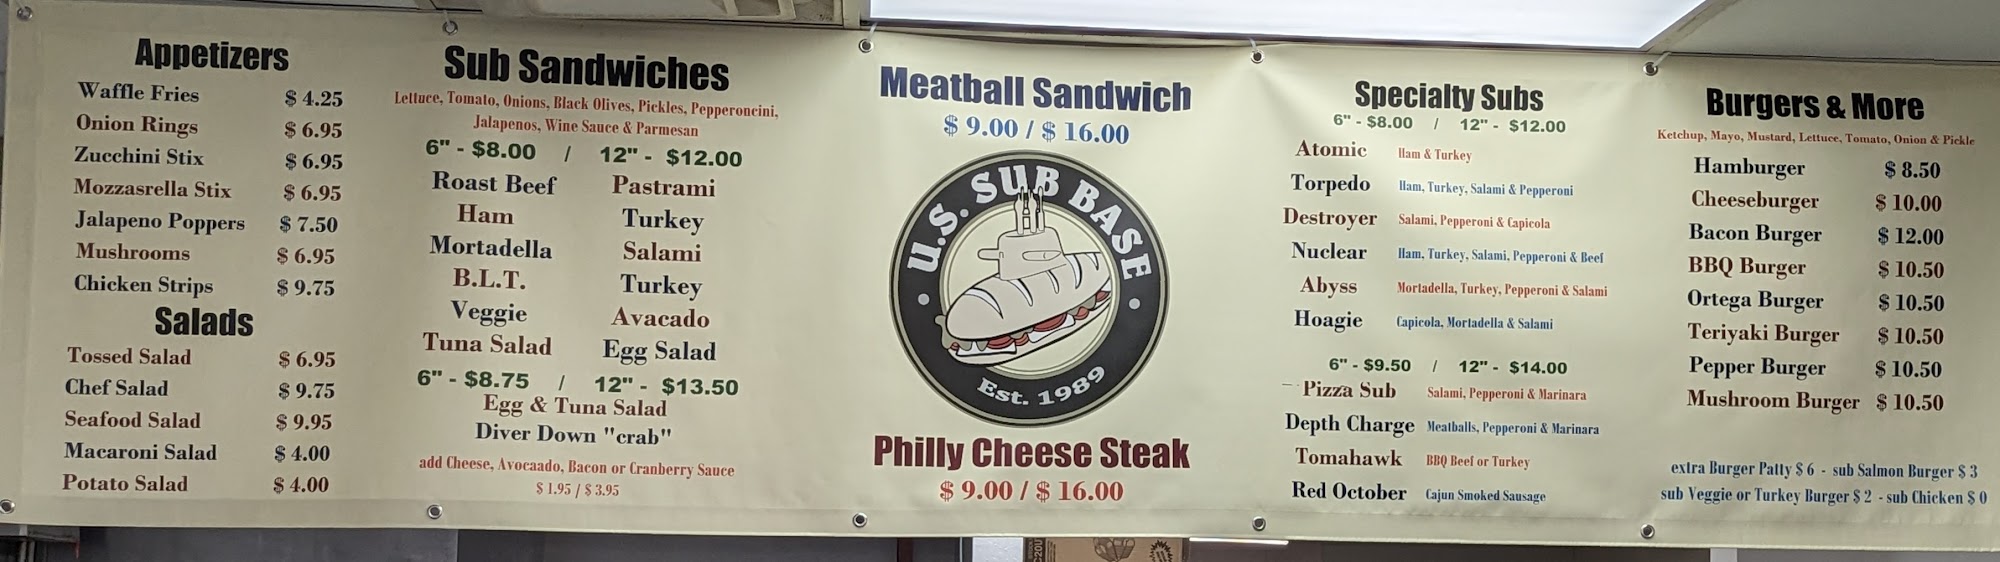 Appetizers
Waffle Fries $ 4.25
Onion Rings $ 6.95
Zucchini Stix $ 6.95
Mozzasrella Stix $ 6.95
Jalapeno Poppers $ 7.50
Mushrooms $ 6.95
Chicken Strips $ 9.75
Salads
Tossed Salad $ 6.95
Chef Salad $ 9.75
Seafood Salad $ 9.95
Macaroni Salad $ 4.00
Potato Salad $ 4.00
Sub Sandwiches
Lettuce, Tomato, Onions, Black Olives, Pickles, Pepperoncini,
Jalapenos, Wine Sauce & Parmesan
6" - $8.00 / 12" - $12.00
Roast Beef Pastrami
Ham Turkey
Mortadella Salami
B.L.T. Turkey
Veggie Avacado
Tuna Salad Egg Salad
6" - $8.75 / 12" - $13.50
Egg & Tuna Salad
Diver Down "crab"
add Cheese, Avocaado, Bacon or Cranberry Sauce
$ 1.95 / $ 3.95
Meatball Sandwich
$ 9.00 / $ 16.00
U.S. SUB BASE
Est. 1989
Philly Cheese Steak
$ 9.00 / $ 16.00
Specialty Subs
6" - $8.00 / 12" - $12.00
Atomic Ham & Turkey
Torpedo Ham, Turkey, Salami & Pepperoni
Destroyer Salami, Pepperoni & Capicola
Nuclear Ham, Turkey, Salami, Pepperoni & Beef
Abyss Mortadella, Turkey, Pepperoni & Salami
Hoagie Capicola, Mortadella & Salami
6" - $9.50 / 12" - $14.00
Pizza Sub Salami, Pepperoni & Marinara
Depth Charge Meatballs, Pepperoni & Marinara
Tomahawk BBQ Beef or Turkey
Red October Cajun Smoked Sausage
Burgers & More
Ketchup, Mayo, Mustard, Lettuce, Tomato, Onion & Pickle
Hamburger $ 8.50
Cheeseburger $ 10.00
Bacon Burger $ 12.00
BBQ Burger $ 10.50
Ortega Burger $ 10.50
Teriyaki Burger $ 10.50
Pepper Burger $ 10.50
Mushroom Burger $ 10.50
extra Burger Patty $ 6 - sub Salmon Burger $ 3
sub Veggie or Turkey Burger $ 2 - sub Chicken $ 0